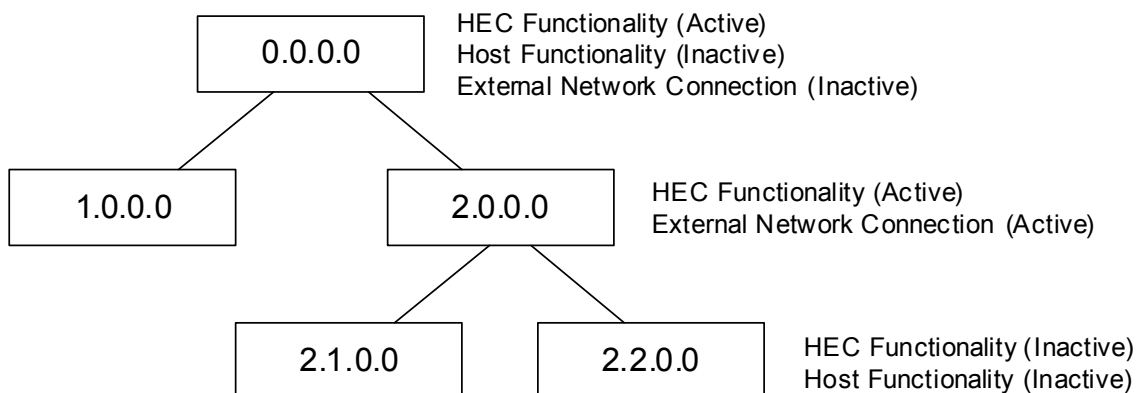 0.0.0.0
HEC Functionality (Active)
Host Functionality (Inactive)
External Network Connection (Inactive)
1.0.0.0
2.0.0.0
HEC Functionality (Active)
External Network Connection (Active)
2.1.0.0
2.2.0.0
HEC Functionality (Inactive)
Host Functionality (Inactive)